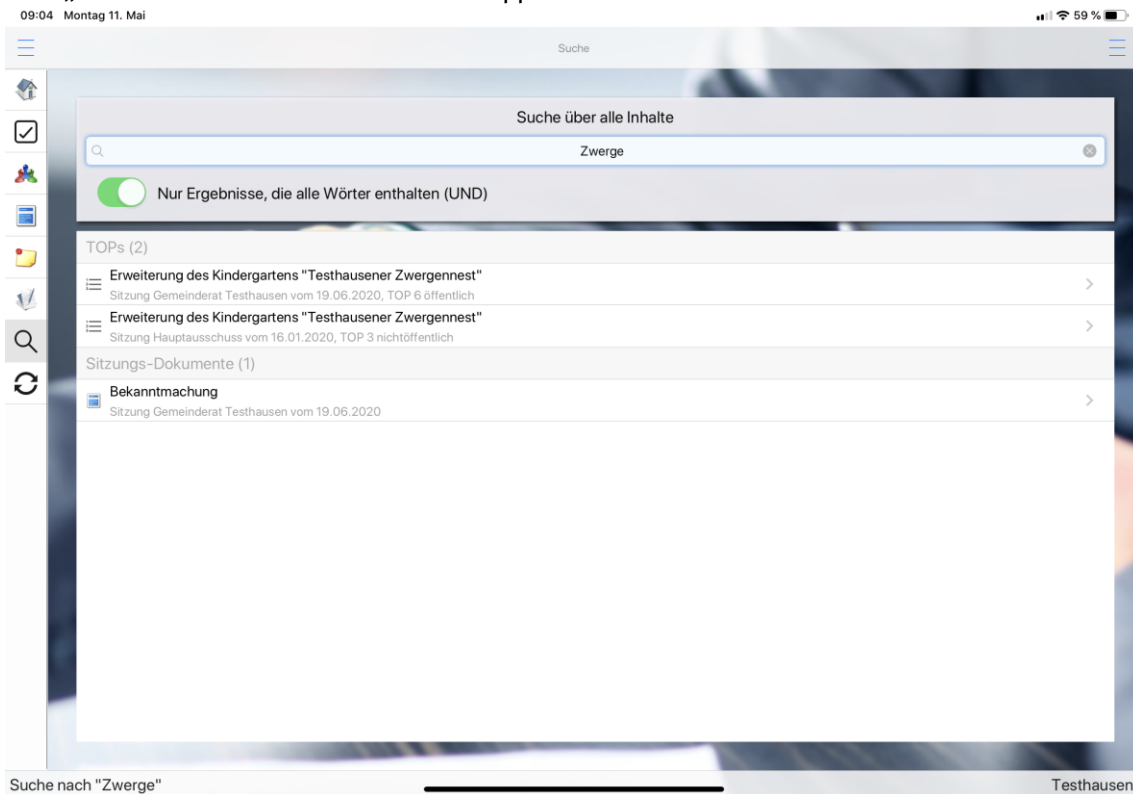 09:04 Montag 11. Mai 59 %
Suche
Suche über alle Inhalte
Zwerge
Nur Ergebnisse, die alle Wörter enthalten (UND)
TOPs (2)
Erweiterung des Kindergartens "Testhausener Zwergennest"
Sitzung Gemeinderat Testhausen vom 19.06.2020, TOP 6 öffentlich
Erweiterung des Kindergartens "Testhausener Zwergennest"
Sitzung Hauptausschuss vom 16.01.2020, TOP 3 nichtöffentlich
Sitzungs-Dokumente (1)
Bekanntmachung
Sitzung Gemeinderat Testhausen vom 19.06.2020
Suche nach "Zwerge" Testhausen